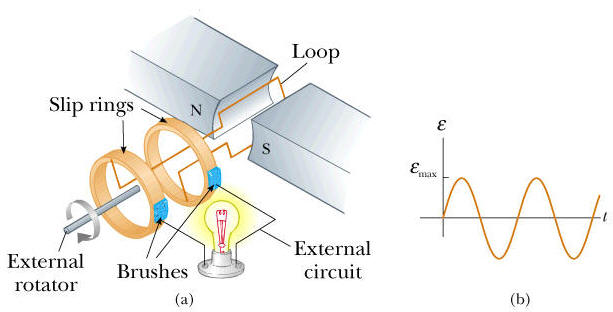 Loop
Slip rings
N
S
External
rotator
Brushes
External
circuit
(a)
ε
εmax
t
(b)